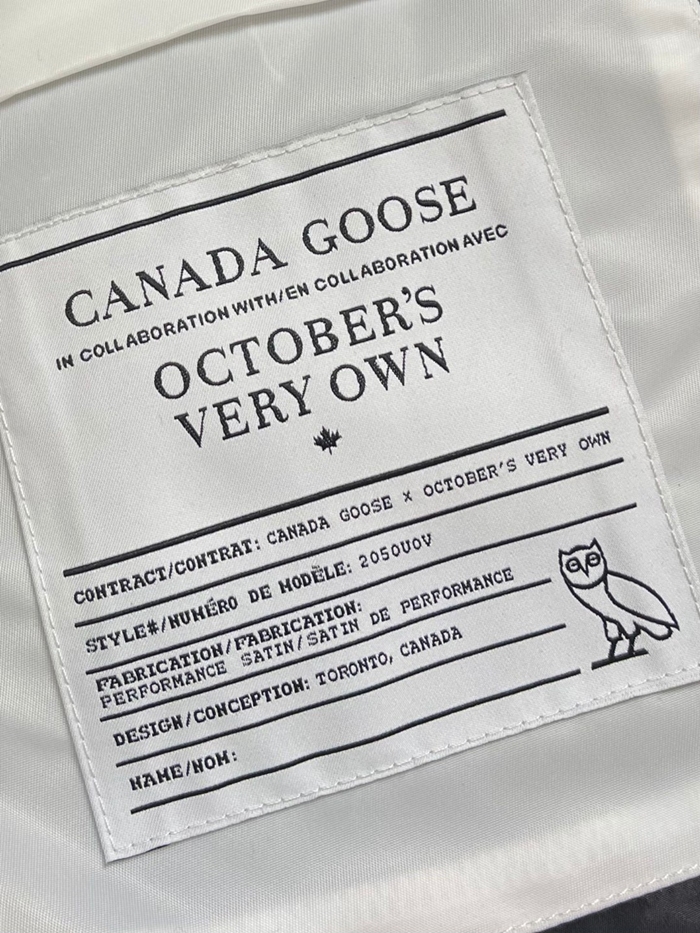 CANADA GOOSE
IN COLLABORATION WITH/EN COLLABORATION AVEC
OCTOBER'S
VERY OWN
CONTRACT/CONTRAT: CANADA GOOSE x OCTOBER'S VERY OWN
STYLE#/NUMÉRO DE MODÈLE: 2050UOV
FABRICATION/FABRICATION:
PERFORMANCE SATIN/SATIN DE PERFORMANCE
DESIGN/CONCEPTION: TORONTO, CANADA
NAME/NOM: